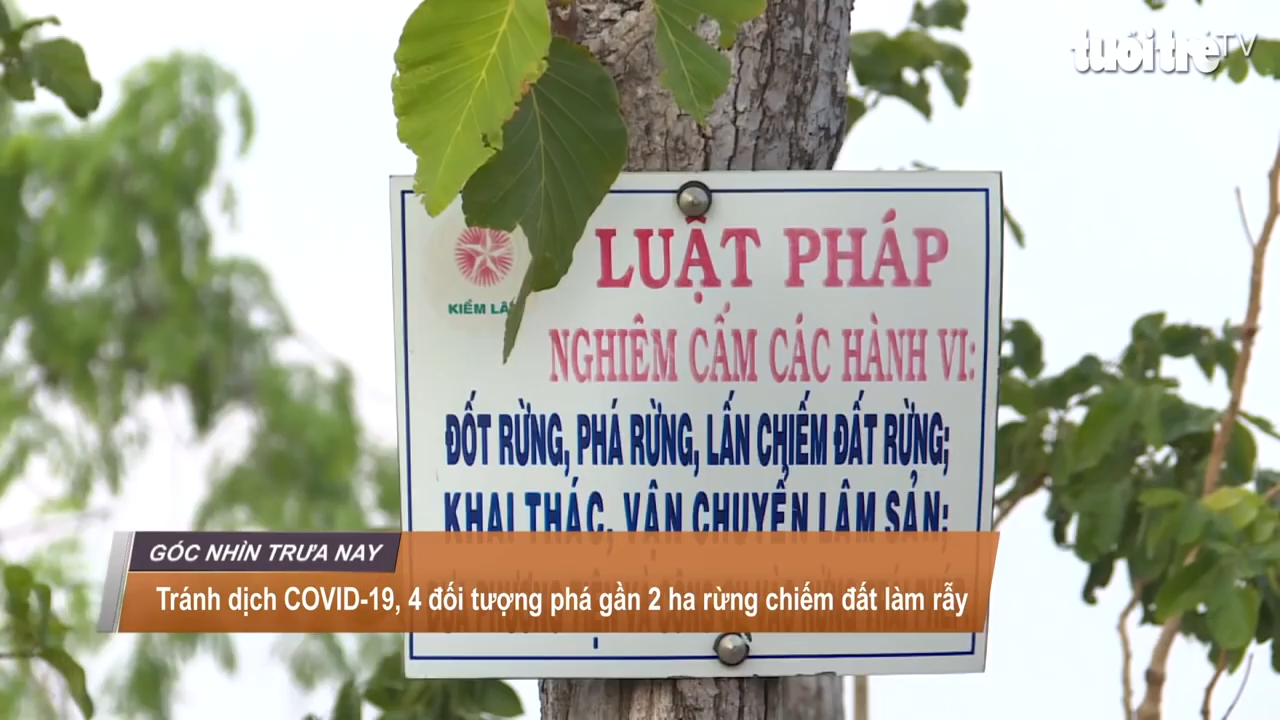 tuổi trẻ TV
LUẬT PHÁP
KIỂM LÂ
NGHIÊM CẤM CÁC HÀNH VI:
ĐỐT RỪNG, PHÁ RỪNG, LẤN CHIẾM ĐẤT RỪNG;
KHAI THÁC, VẬN CHUYỂN LÂM SẢN;
GÓC NHÌN TRƯA NAY
Tránh dịch COVID-19, 4 đối tượng phá gần 2 ha rừng chiếm đất làm rẫy